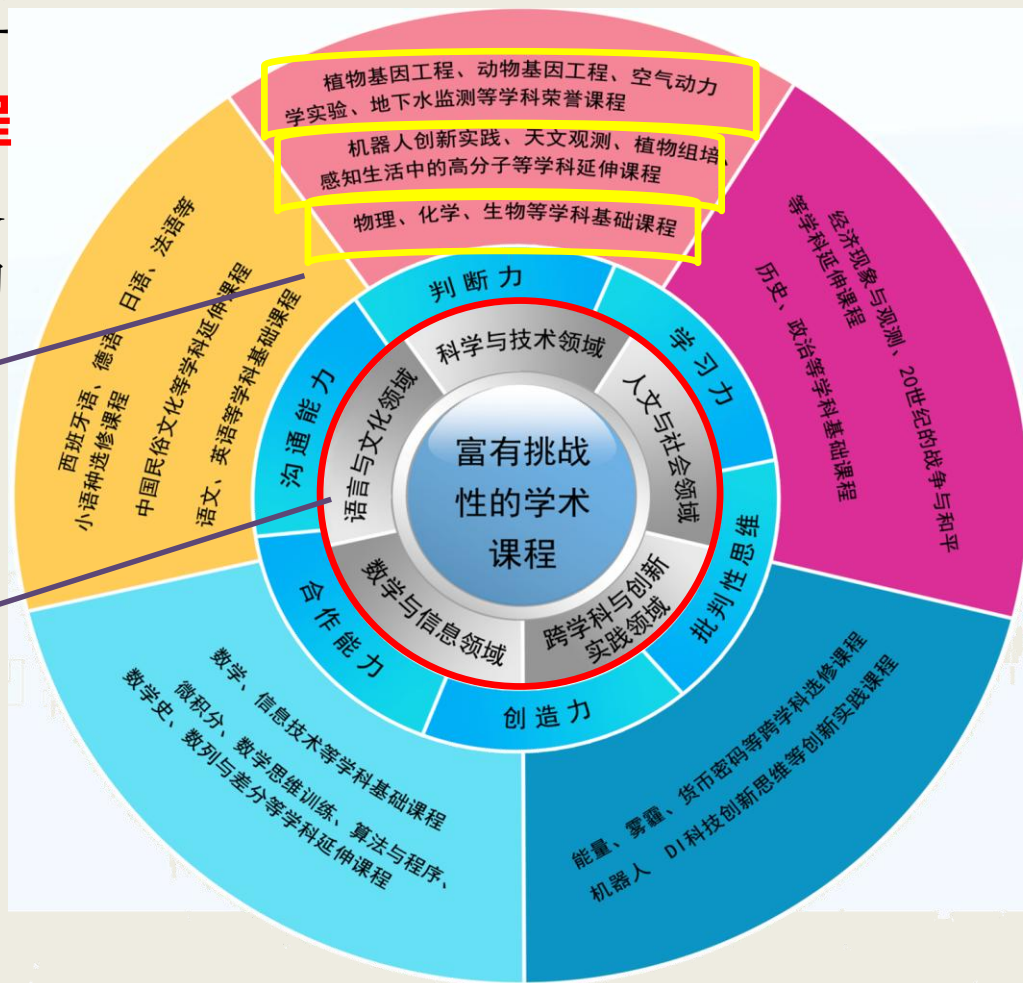 程
植物基因工程、动物基因工程、空气动力
学实验、地下水监测等学科荣誉课程
机器人创新实践、天文观测、植物组培、
感知生活中的高分子等学科延伸课程
物理、化学、生物等学科基础课程
经济现象与观测、20世纪的战争与和平
等学科延伸课程
历史、政治等学科基础课程
西班牙语、德语、日语、法语等
小语种选修课程
中国民俗文化等学科延伸课程
语文、英语等学科基础课程
判断力
学习力
批判性思维
创造力
合作能力
沟通能力
科学与技术领域
人文与社会领域
跨学科与创新
实践领域
数学与信息领域
语言与文化领域
富有挑战
性的学术
课程
数学、信息技术等学科基础课程
微积分、数学思维训练、算法与程序、
数学史、数列与差分等学科延伸课程
能量、雾霾、货币密码等跨学科选修课程
机器人 DI科技创新思维等创新实践课程